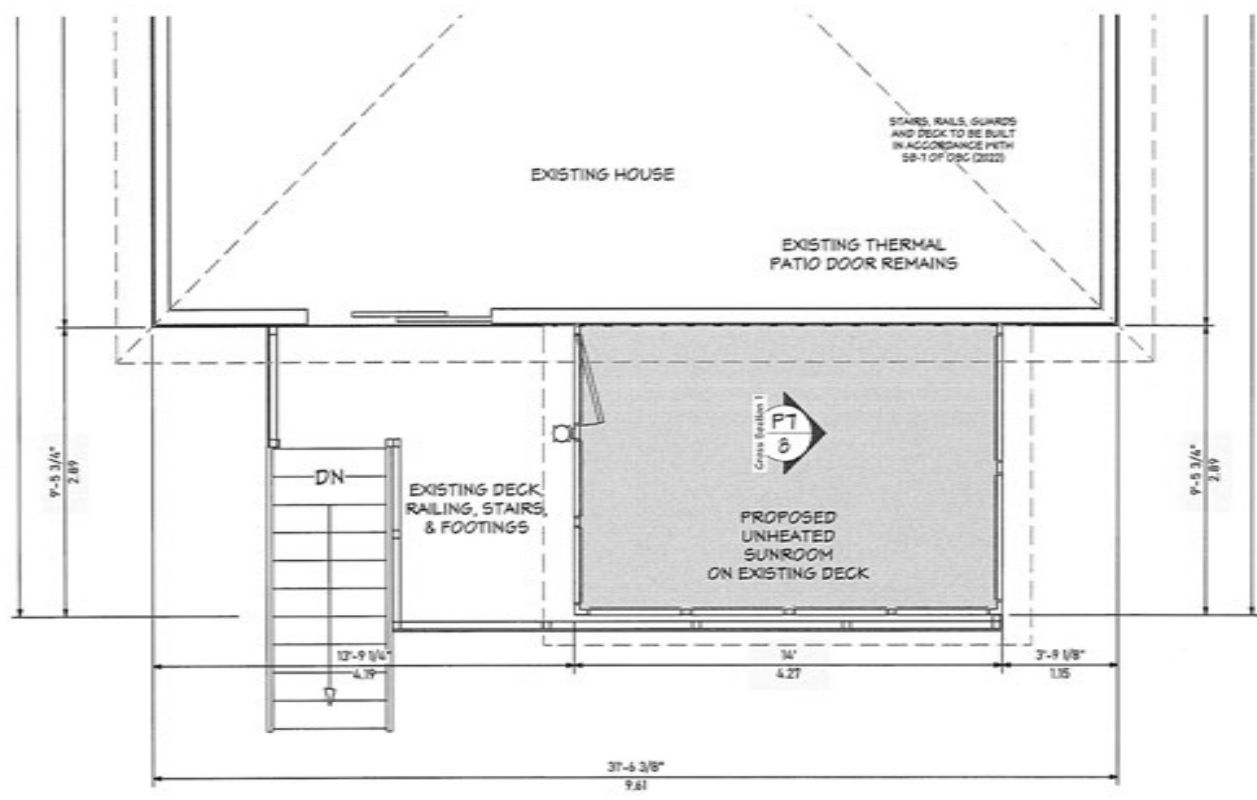 STAIRS, RAILS, GUARDS
AND DECK TO BE BUILT
IN ACCORDANCE WITH
SB-7 OF OBC (2022)
EXISTING HOUSE
EXISTING THERMAL
PATIO DOOR REMAINS
9'-5 3/4"
2.89
DN
EXISTING DECK,
RAILING, STAIRS,
& FOOTINGS
Cross Section 1
P7
8
PROPOSED
UNHEATED
SUNROOM
ON EXISTING DECK
9'-5 3/4"
2.89
13'-9 1/4"
4.19
14'
4.27
3'-9 1/8"
1.15
31'-6 3/8"
9.61